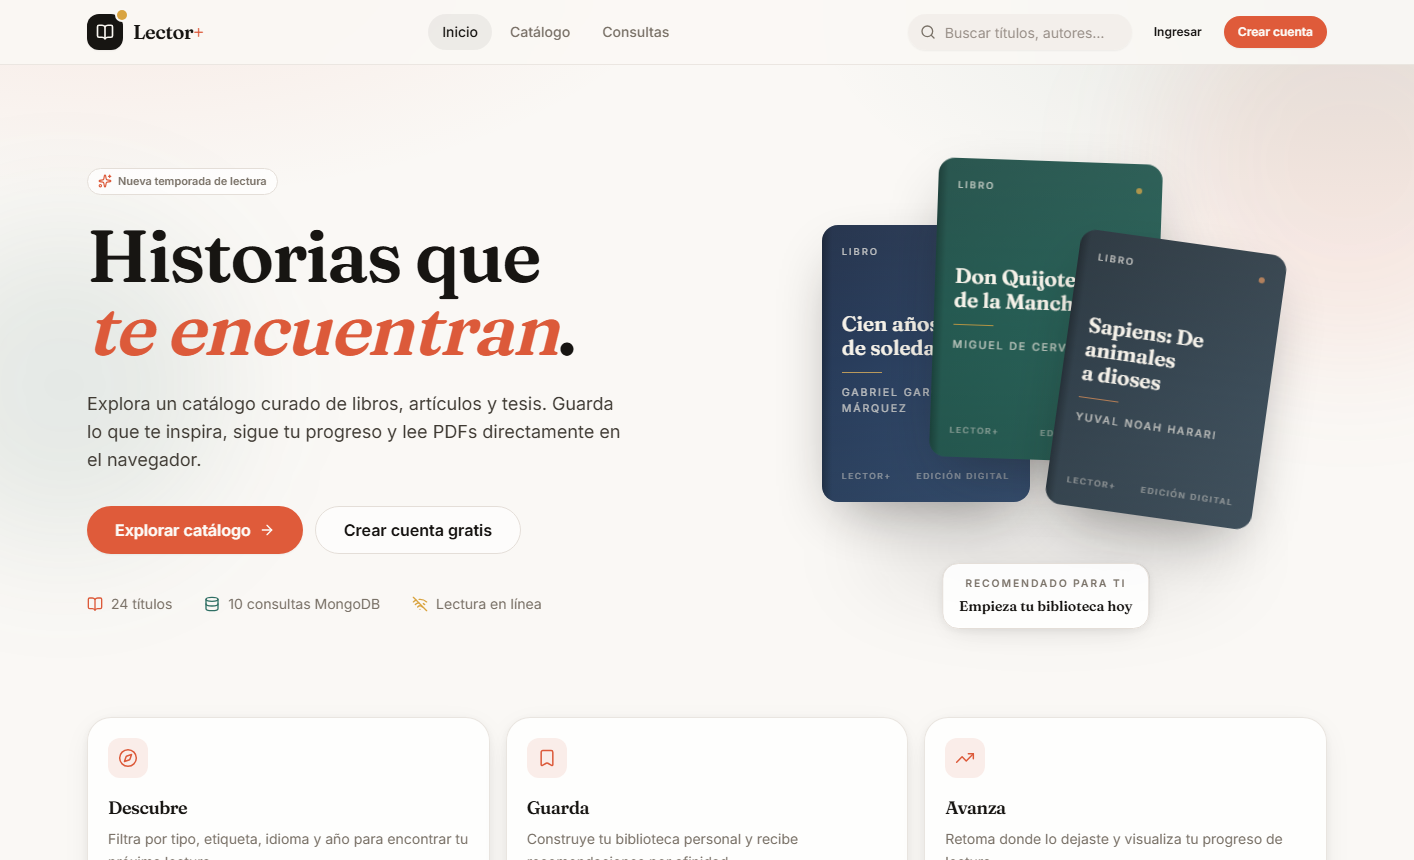 Lector+
Inicio
Catálogo
Consultas
Buscar títulos, autores...
Ingresar
Crear cuenta
Nueva temporada de lectura
Historias que
te encuentran.
Explora un catálogo curado de libros, artículos y tesis. Guarda
lo que te inspira, sigue tu progreso y lee PDFs directamente en
el navegador.
Explorar catálogo
Crear cuenta gratis
24 títulos
10 consultas MongoDB
Lectura en línea
LIBRO
Cien años
de soleda
GABRIEL GAR
MÁRQUEZ
LECTOR+
EDICIÓN DIGITAL
LIBRO
Don Quijote
de la Manch
MIGUEL DE CERV
LECTOR+
ED
LIBRO
Sapiens: De
animales
a dioses
YUVAL NOAH HARARI
LECTOR+
EDICIÓN DIGITAL
RECOMENDADO PARA TI
Empieza tu biblioteca hoy
Descubre
Filtra por tipo, etiqueta, idioma y año para encontrar tu
Guarda
Construye tu biblioteca personal y recibe
Avanza
Retoma donde lo dejaste y visualiza tu progreso de